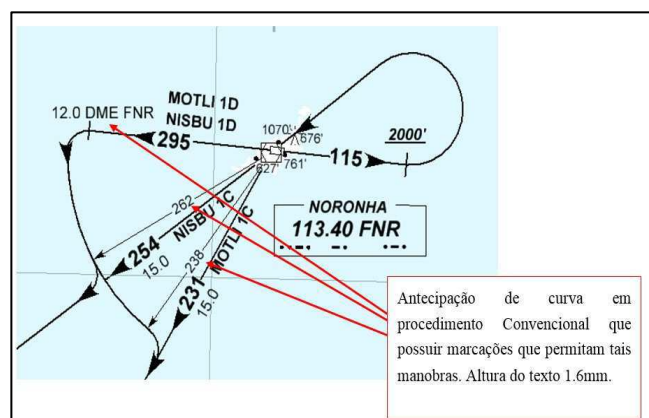 MOTLI 1D
12.0 DME FNR
NISBU 1D
295
1070'
676'
2000'
115
761'
627'
262
NISBU 1C
254
15.0
238
MOTLI 1C
231
15.0
NORONHA
113.40 FNR
Antecipação de curva em
procedimento Convencional que
possuir marcações que permitam tais
manobras. Altura do texto 1.6mm.